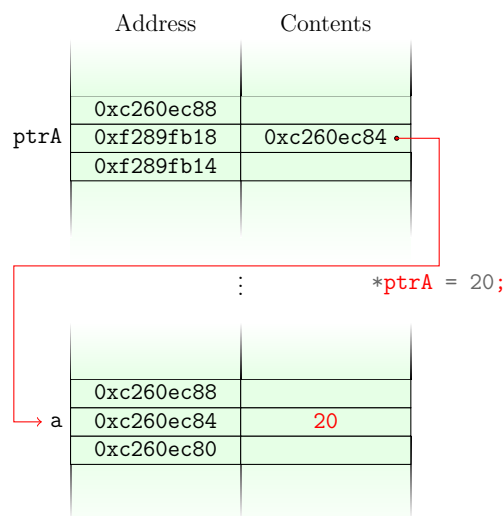 Address Contents
0xc260ec88
ptrA 0xf289fb18 0xc260ec84
0xf289fb14
⋮ *ptrA = 20;
0xc260ec88
a 0xc260ec84 20
0xc260ec80